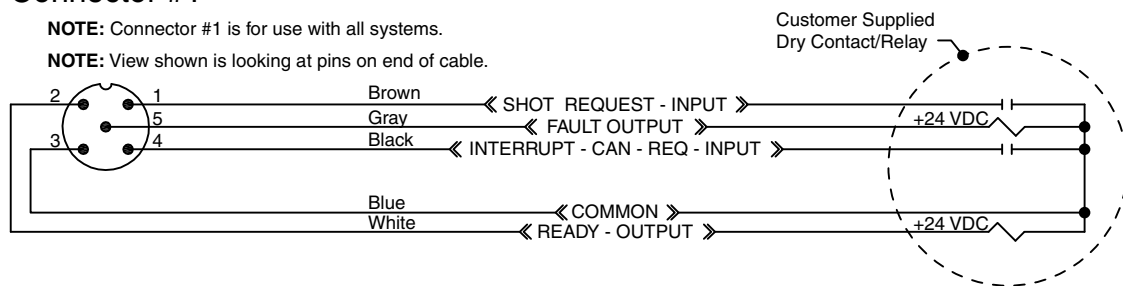 NOTE: Connector #1 is for use with all systems.
NOTE: View shown is looking at pins on end of cable.
Customer Supplied
Dry Contact/Relay
2
1
Brown
SHOT REQUEST - INPUT
5
Gray
FAULT OUTPUT
+24 VDC
3
4
Black
INTERRUPT - CAN - REQ - INPUT
Blue
COMMON
White
READY - OUTPUT
+24 VDC